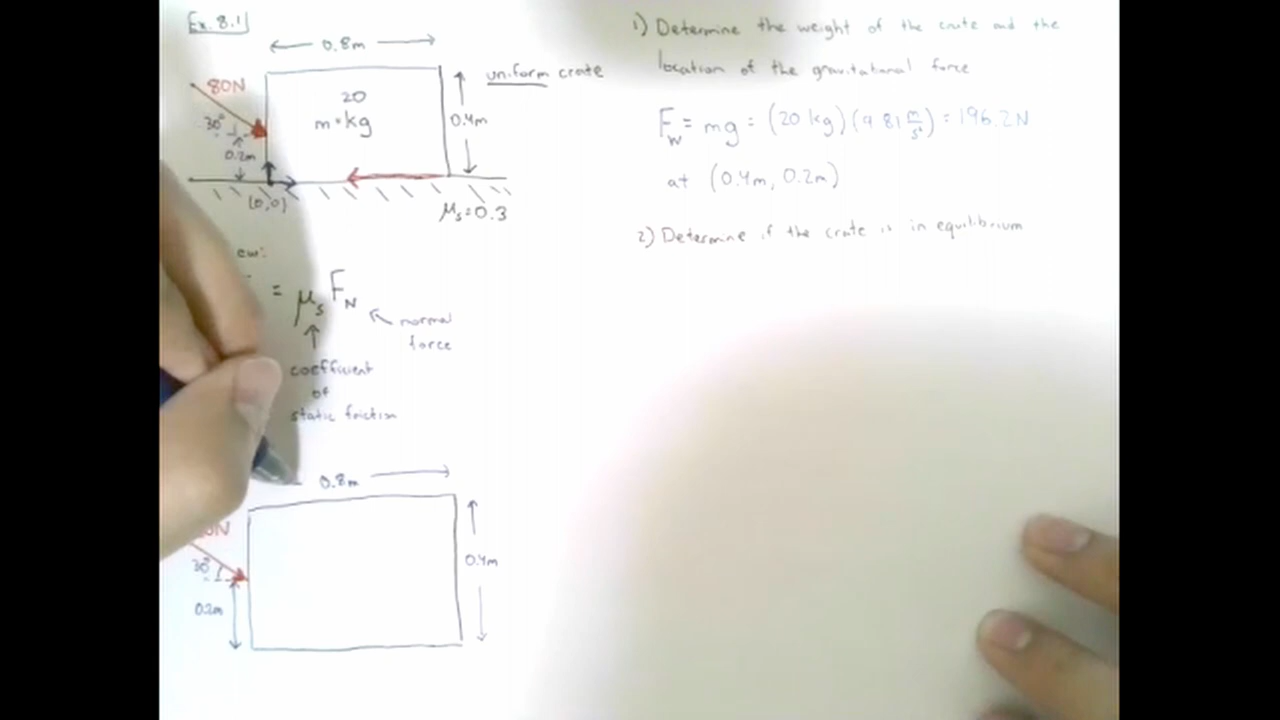 Ex. 8.1
0.8m
uniform crate
80N
30°
0.2m
20
m=kg
0.4m
(0,0)
μs=0.3
= μs FN
normal
force
coefficient
of
static friction
0.8m
30°
0.2m
0.4m
1) Determine the weight of the crate and the
location of the gravitational force
Fw = mg = (20 kg)(9.81 m/s²) = 196.2N
at (0.4m, 0.2m)
2) Determine if the crate is in equilibrium